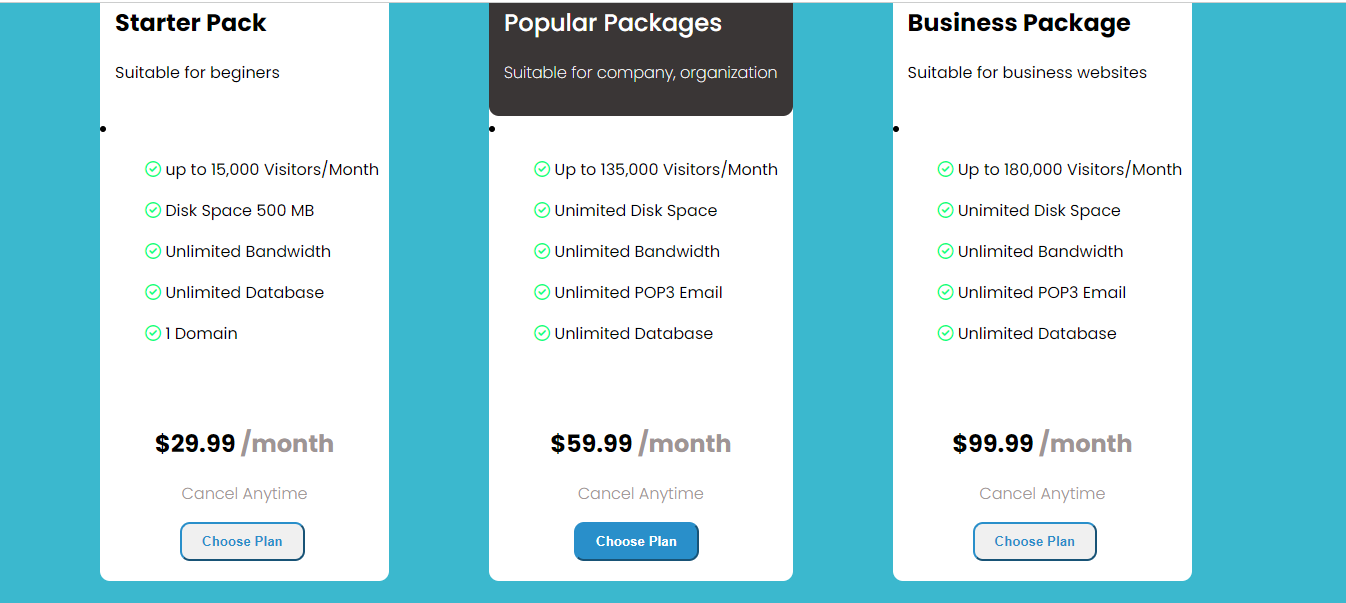 Starter Pack
Suitable for beginers
up to 15,000 Visitors/Month
Disk Space 500 MB
Unlimited Bandwidth
Unlimited Database
1 Domain
$29.99 /month
Cancel Anytime
Choose Plan
Popular Packages
Suitable for company, organization
Up to 135,000 Visitors/Month
Unimited Disk Space
Unlimited Bandwidth
Unlimited POP3 Email
Unlimited Database
$59.99 /month
Cancel Anytime
Choose Plan
Business Package
Suitable for business websites
Up to 180,000 Visitors/Month
Unimited Disk Space
Unlimited Bandwidth
Unlimited POP3 Email
Unlimited Database
$99.99 /month
Cancel Anytime
Choose Plan